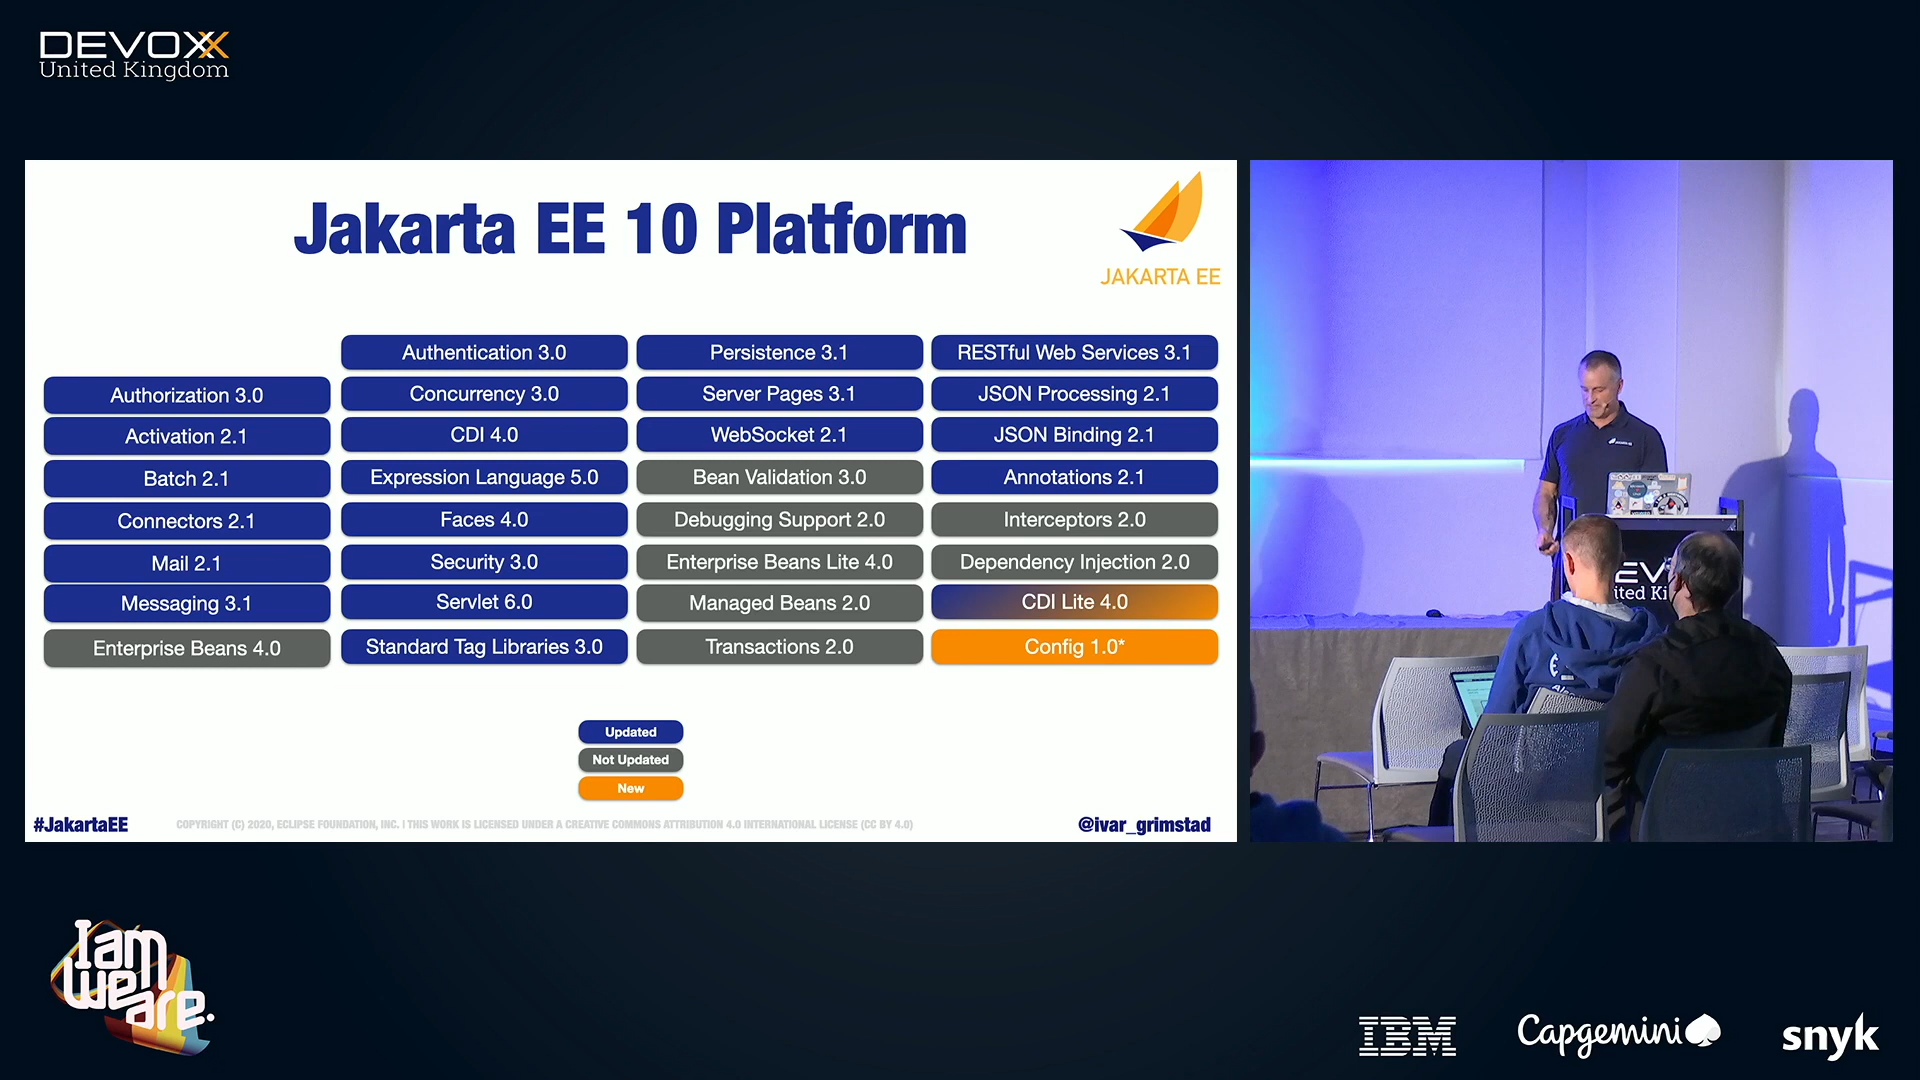 DEVOXX
United Kingdom
Jakarta EE 10 Platform
JAKARTA EE
Authorization 3.0
Activation 2.1
Batch 2.1
Connectors 2.1
Mail 2.1
Messaging 3.1
Enterprise Beans 4.0
Authentication 3.0
Concurrency 3.0
CDI 4.0
Expression Language 5.0
Faces 4.0
Security 3.0
Servlet 6.0
Standard Tag Libraries 3.0
Persistence 3.1
Server Pages 3.1
WebSocket 2.1
Bean Validation 3.0
Debugging Support 2.0
Enterprise Beans Lite 4.0
Managed Beans 2.0
Transactions 2.0
RESTful Web Services 3.1
JSON Processing 2.1
JSON Binding 2.1
Annotations 2.1
Interceptors 2.0
Dependency Injection 2.0
CDI Lite 4.0
Config 1.0*
Updated
Not Updated
New
#JakartaEE
COPYRIGHT (C) 2020, ECLIPSE FOUNDATION, INC. | THIS WORK IS LICENSED UNDER A CREATIVE COMMONS ATTRIBUTION 4.0 INTERNATIONAL LICENSE (CC BY 4.0)
@ivar_grimstad
I am
we
are.
IBM
Capgemini
snyk